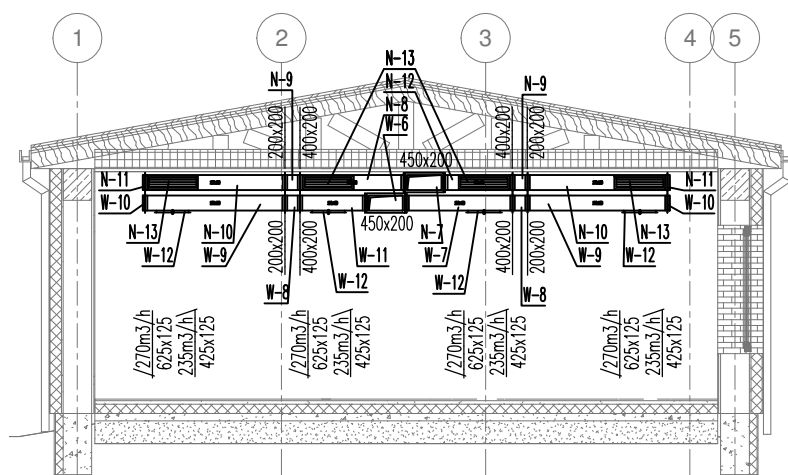 1
2
3
4
5
N-13
N-9
N-12
N-9
N-8
W-6
200x200
400x200
450x200
400x200
200x200
N-11
N-11
W-10
W-10
N-13
N-10
N-7
N-10
N-13
W-12
W-9
450x200
W-11
W-7
W-9
W-12
200x200
400x200
400x200
200x200
W-8
W-12
W-12
W-8
270m3/h
625x125
235m3/h
425x125
270m3/h
625x125
235m3/h
425x125
270m3/h
625x125
235m3/h
425x125
270m3/h
625x125
235m3/h
425x125